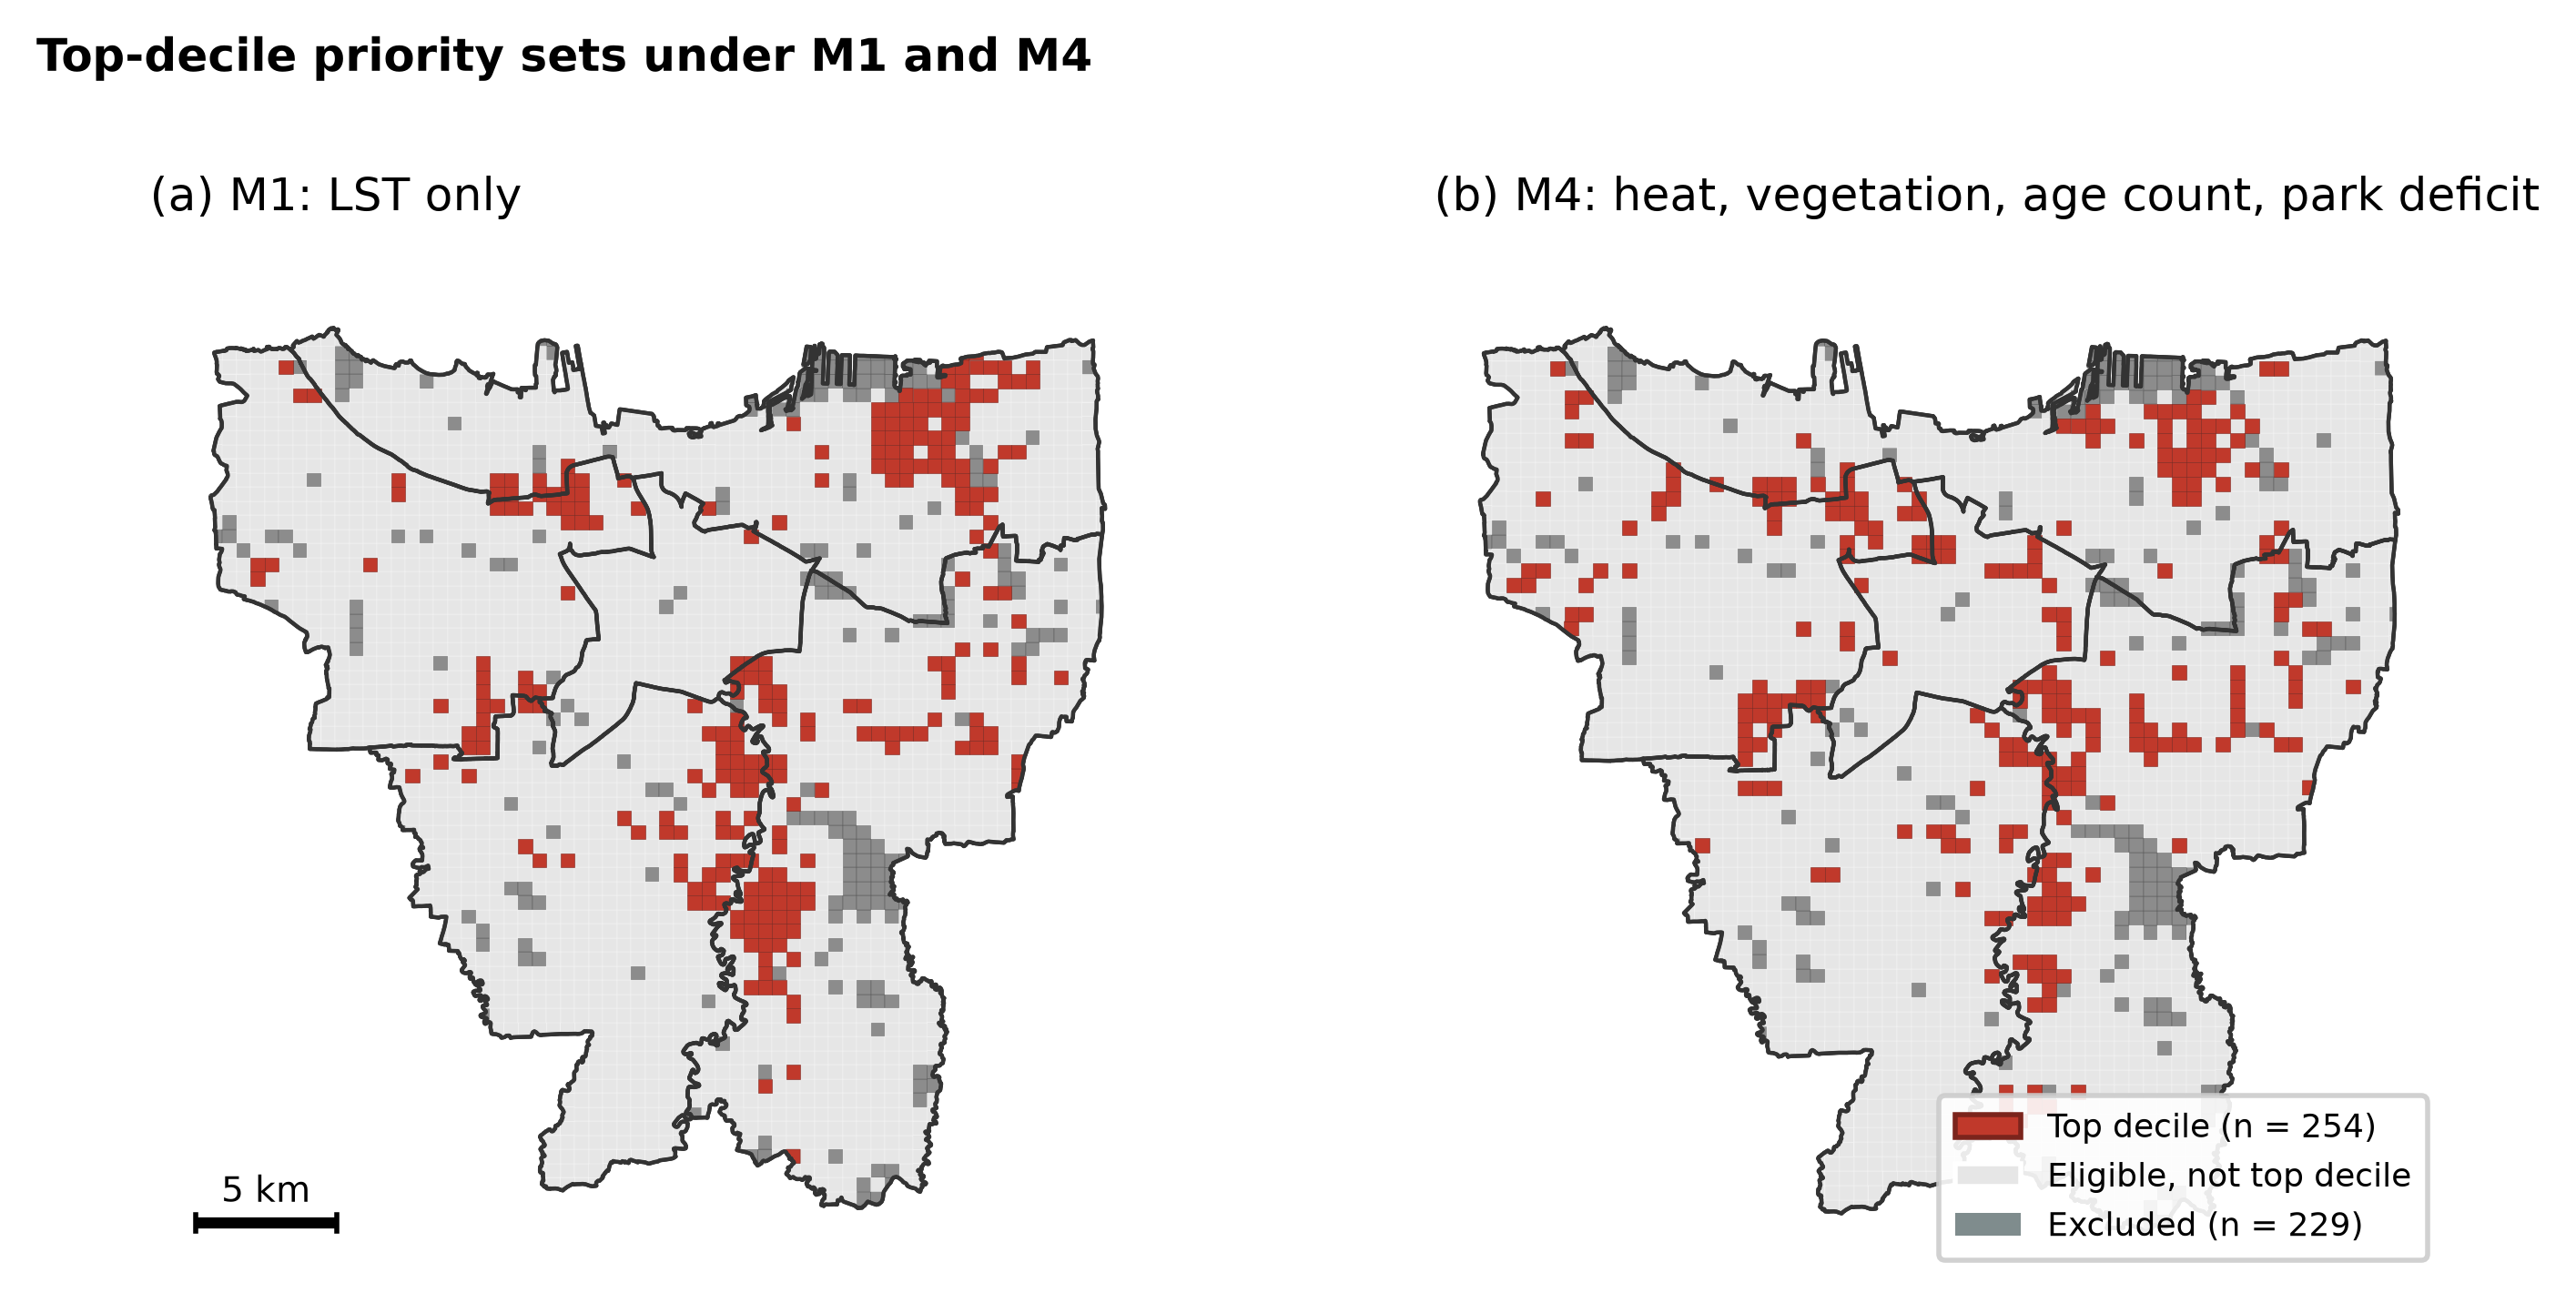 Top-decile priority sets under M1 and M4
(a) M1: LST only
(b) M4: heat, vegetation, age count, park deficit
5 km
Top decile (n = 254)
Eligible, not top decile
Excluded (n = 229)